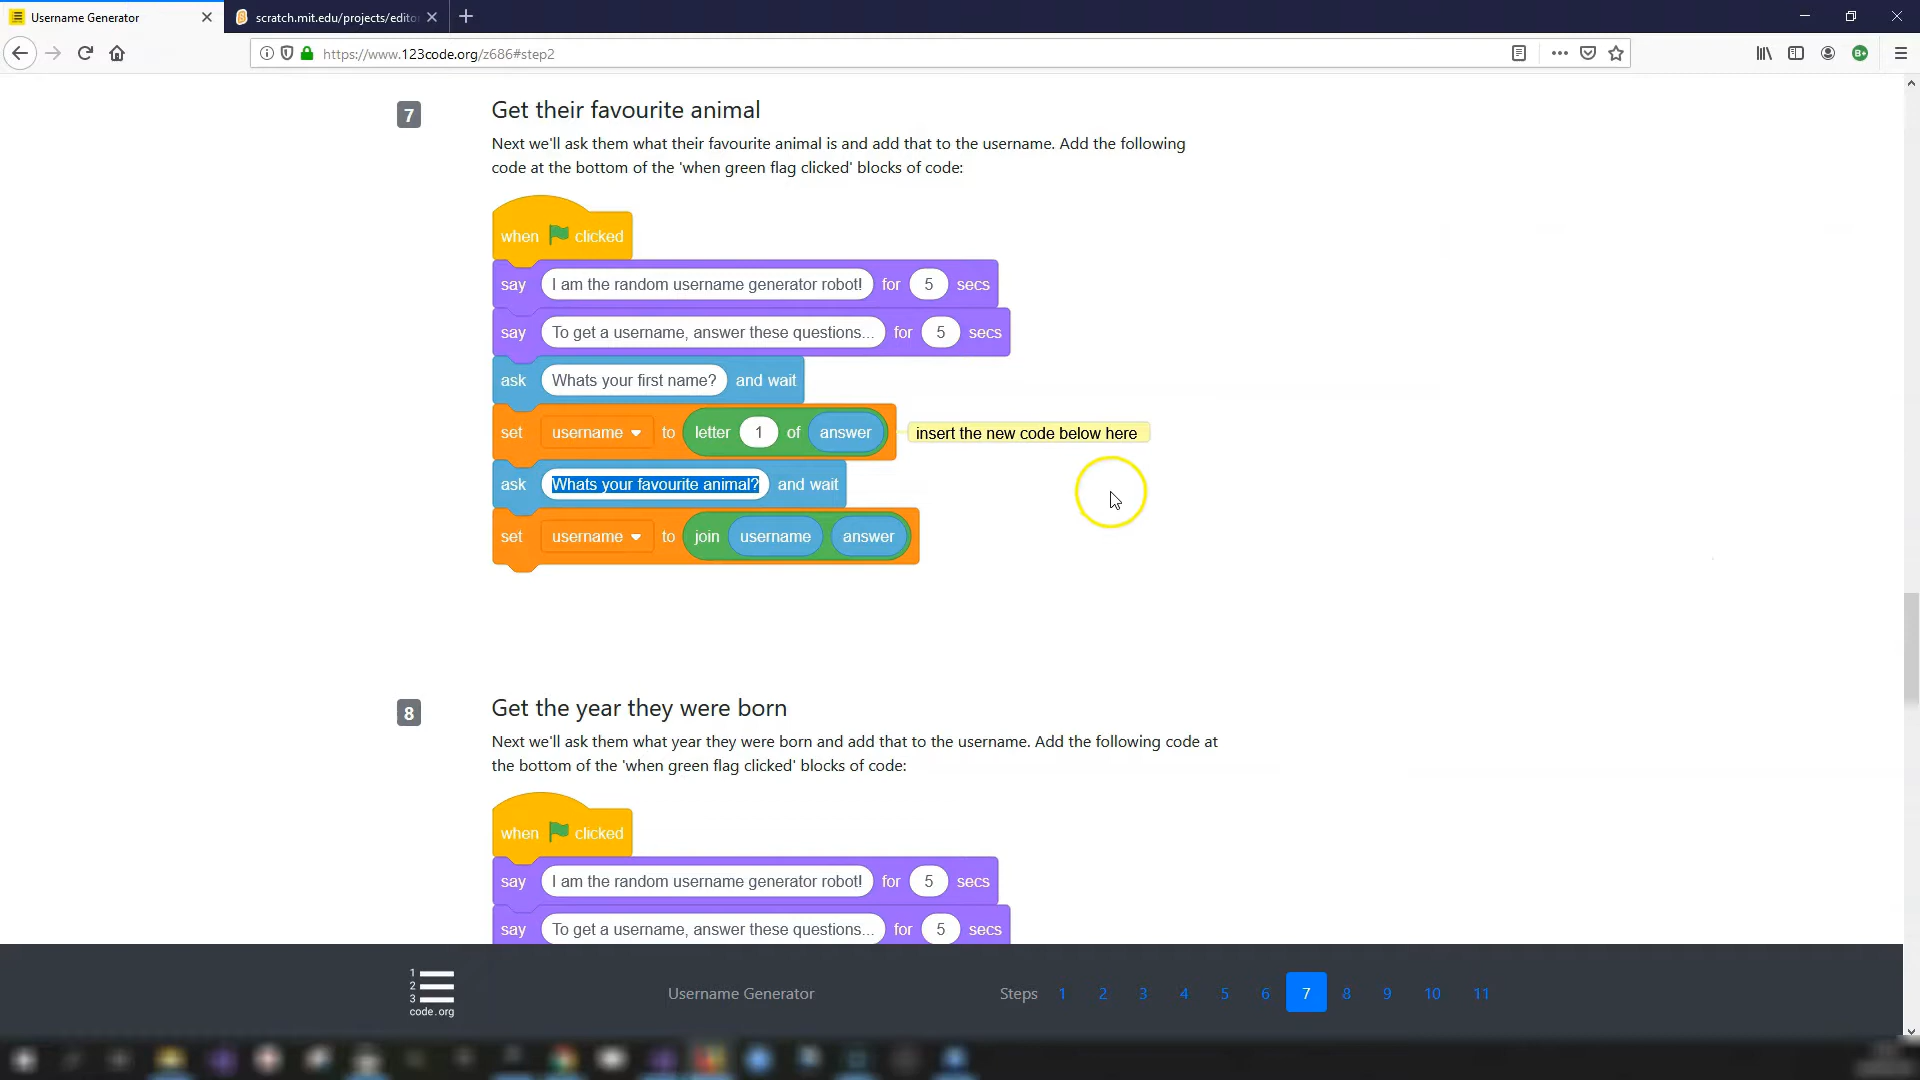 Username Generator
scratch.mit.edu/projects/edito
https://www.123code.org/z686#step2
7
Get their favourite animal
Next we'll ask them what their favourite animal is and add that to the username. Add the following
code at the bottom of the 'when green flag clicked' blocks of code:
when clicked
say I am the random username generator robot! for 5 secs
say To get a username, answer these questions... for 5 secs
ask Whats your first name? and wait
set username to letter 1 of answer
insert the new code below here
ask Whats your favourite animal? and wait
set username to join username answer
8
Get the year they were born
Next we'll ask them what year they were born and add that to the username. Add the following code at
the bottom of the 'when green flag clicked' blocks of code:
when clicked
say I am the random username generator robot! for 5 secs
say To get a username, answer these questions... for 5 secs
1
2
3
code.org
Username Generator
Steps 1 2 3 4 5 6 7 8 9 10 11